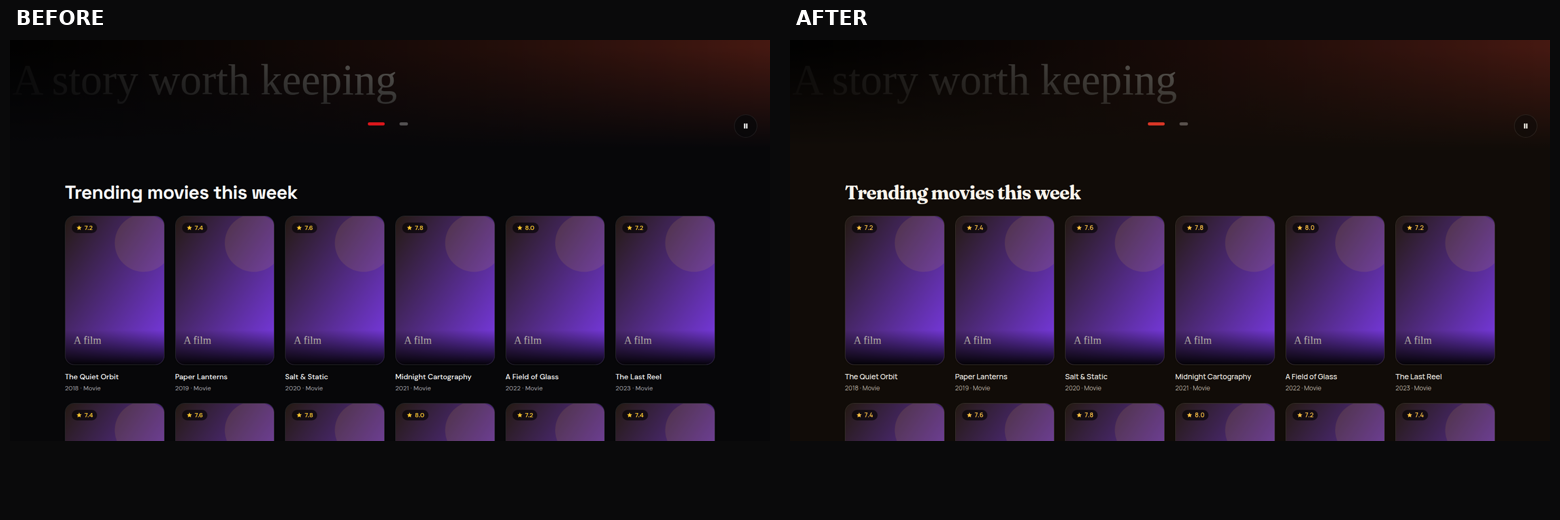 BEFORE
AFTER
A story worth keeping
A story worth keeping
Trending movies this week
★ 7.2 ★ 7.4 ★ 7.6 ★ 7.8 ★ 8.0 ★ 7.2
A film A film A film A film A film A film
The Quiet Orbit Paper Lanterns Salt & Static Midnight Cartography A Field of Glass The Last Reel
2018 · Movie 2019 · Movie 2020 · Movie 2021 · Movie 2022 · Movie 2023 · Movie
★ 7.4 ★ 7.6 ★ 7.8 ★ 8.0 ★ 7.2 ★ 7.4
Trending movies this week
★ 7.2 ★ 7.4 ★ 7.6 ★ 7.8 ★ 8.0 ★ 7.2
A film A film A film A film A film A film
The Quiet Orbit Paper Lanterns Salt & Static Midnight Cartography A Field of Glass The Last Reel
2018 · Movie 2019 · Movie 2020 · Movie 2021 · Movie 2022 · Movie 2023 · Movie
★ 7.4 ★ 7.6 ★ 7.8 ★ 8.0 ★ 7.2 ★ 7.4